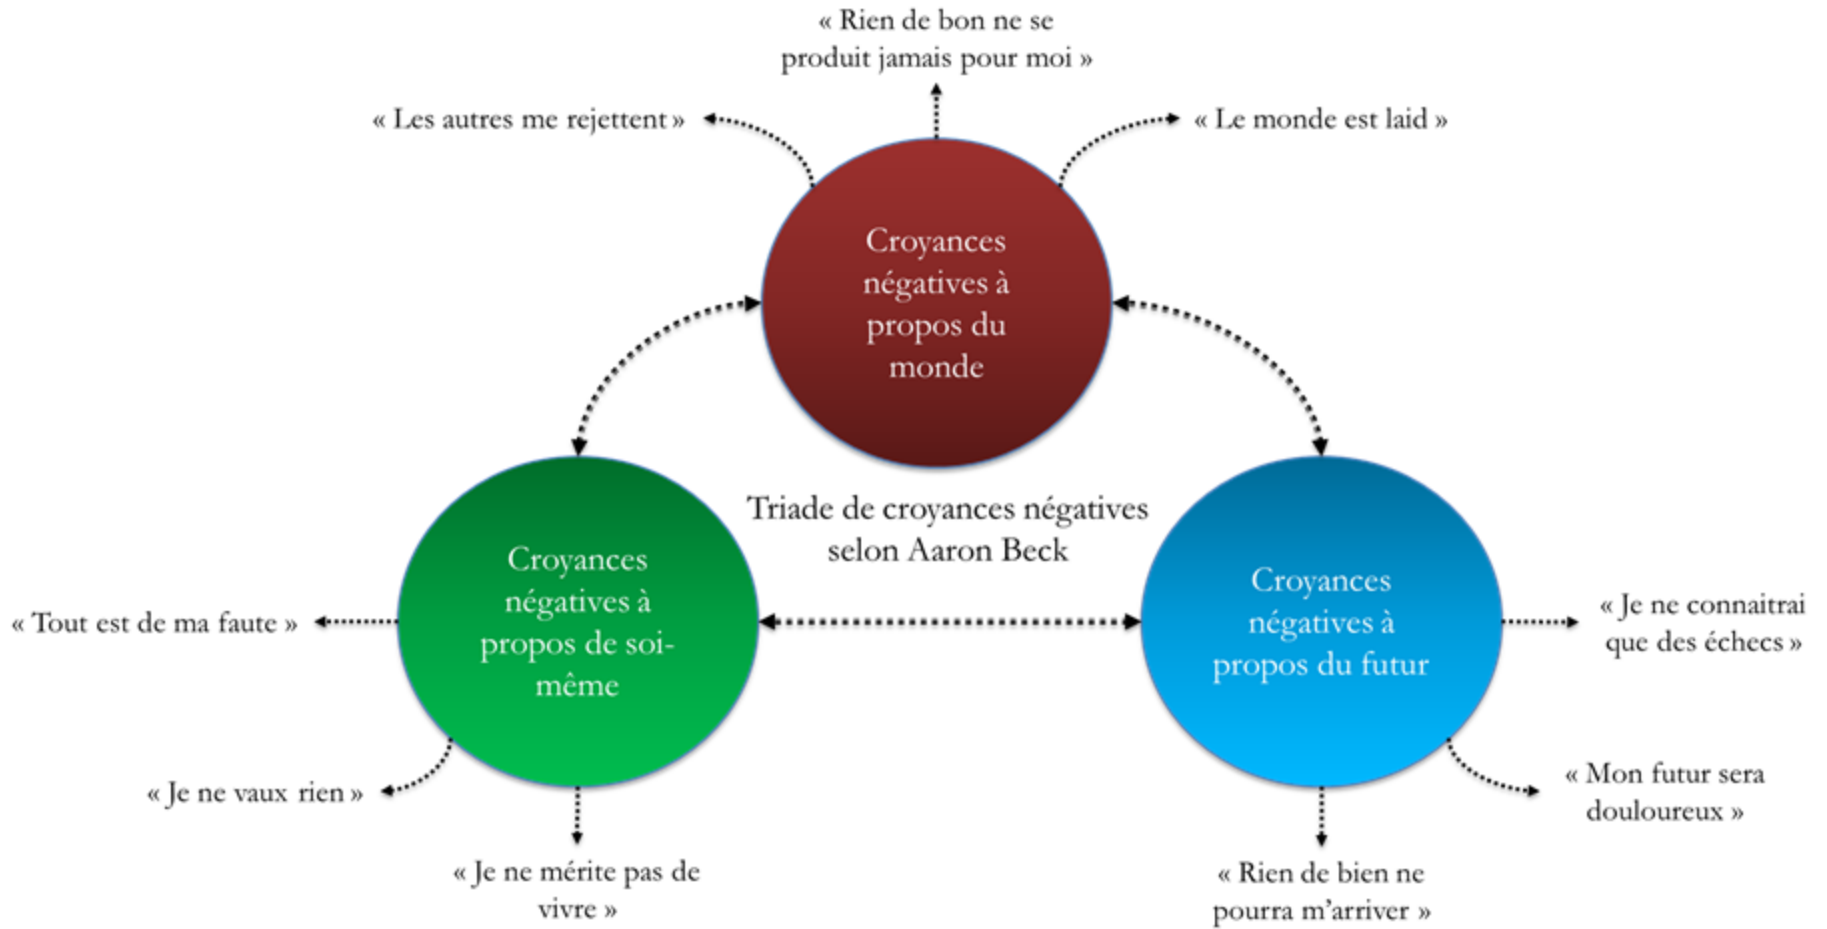 « Rien de bon ne se
produit jamais pour moi »
« Les autres me rejettent »
« Le monde est laid »
Croyances
négatives à
propos du
monde
Triade de croyances négatives
selon Aaron Beck
Croyances
négatives à
propos de soi-
même
Croyances
négatives à
propos du futur
« Tout est de ma faute »
« Je ne connaitrai
que des échecs »
« Je ne vaux rien »
« Mon futur sera
douloureux »
« Je ne mérite pas de
vivre »
« Rien de bien ne
pourra m’arriver »